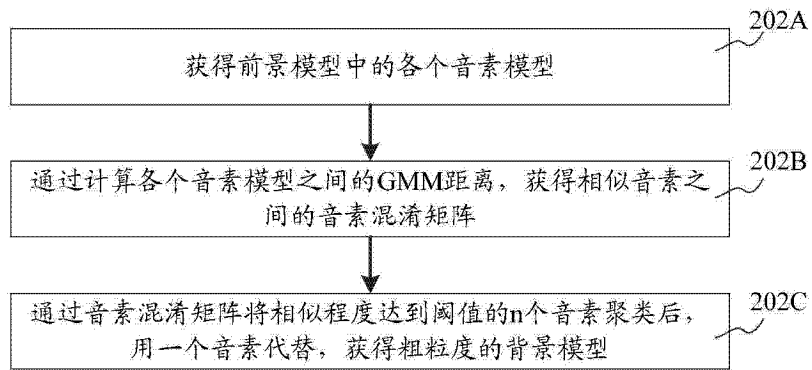 202A
获得前景模型中的各个音素模型
202B
通过计算各个音素模型之间的GMM距离，获得相似音素之
间的音素混淆矩阵
202C
通过音素混淆矩阵将相似程度达到阈值的n个音素聚类后，
用一个音素代替，获得粗粒度的背景模型